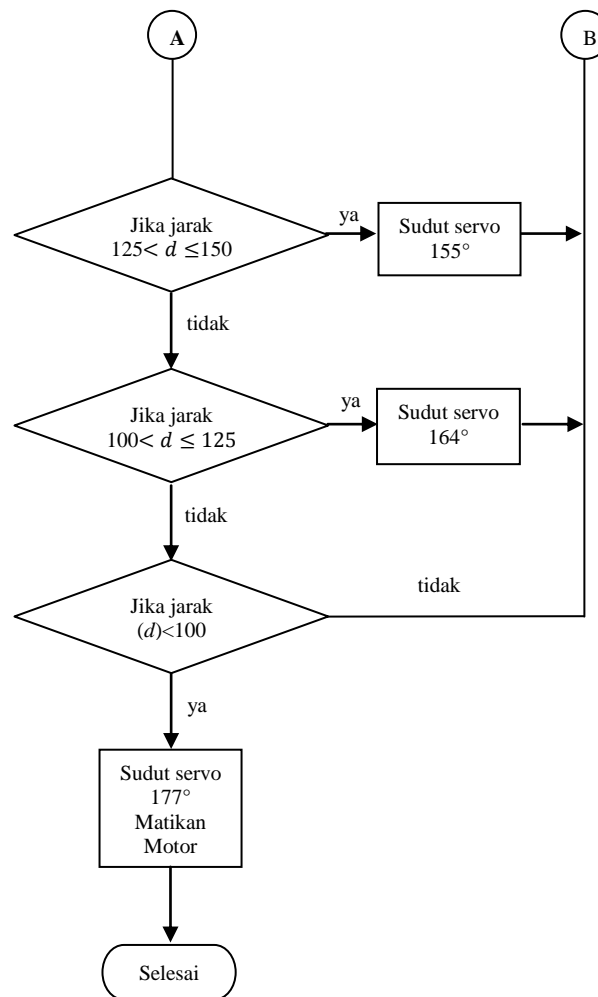 A
B
Jika jarak
125< d ≤150
ya
Sudut servo
155°
tidak
Jika jarak
100< d ≤ 125
ya
Sudut servo
164°
tidak
Jika jarak
(d)<100
tidak
ya
Sudut servo
177°
Matikan
Motor
Selesai